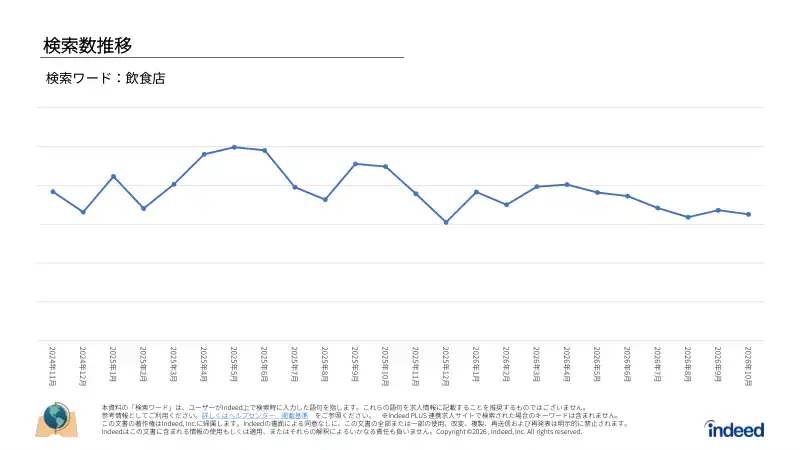 検索数推移
検索ワード：飲食店
2024年11月
2024年12月
2025年1月
2025年2月
2025年3月
2025年4月
2025年5月
2025年6月
2025年7月
2025年8月
2025年9月
2025年10月
2025年11月
2025年12月
2026年1月
2026年2月
2026年3月
2026年4月
2026年5月
2026年6月
2026年7月
2026年8月
2026年9月
2026年10月
本資料の「検索ワード」は、ユーザーがIndeed上で検索時に入力した語句を指します。これらの語句を求人情報に記載することを推奨するものではございません。
参考情報としてご利用ください。詳しくはヘルプセンター　掲載基準　をご参照ください。　※Indeed PLUS 連携求人サイトで検索された場合のキーワードは含まれません。
この文書の著作権はIndeed, Inc.に帰属します。Indeedの書面による同意なしに、この文書の全部または一部の使用、改変、複製、再送信および再発表は明示的に禁止されます。
Indeedはこの文書に含まれる情報の使用もしくは適用、またはそれらの解釈によるいかなる責任も負いません。Copyright ©2026 , Indeed, Inc. All rights reserved.
indeed